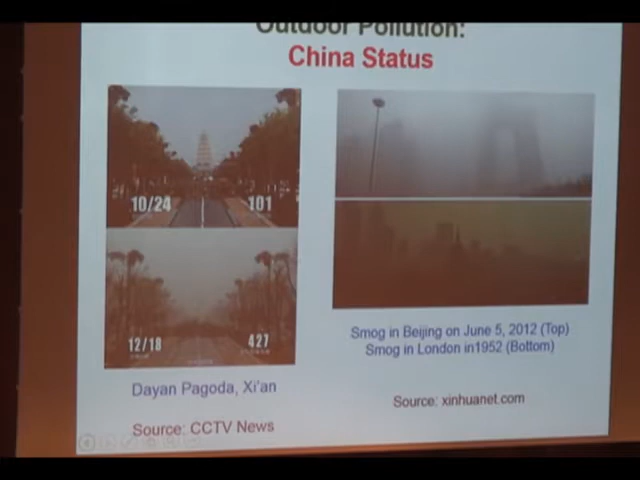 Outdoor Pollution:
China Status
10/24 101
12/18 427
Dayan Pagoda, Xi'an
Source: CCTV News
Smog in Beijing on June 5, 2012 (Top)
Smog in London in1952 (Bottom)
Source: xinhuanet.com